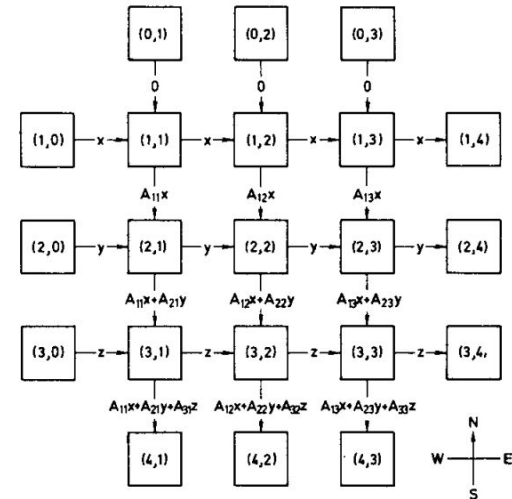 (0,1) (0,2) (0,3)
0 0 0
(1,0) x (1,1) x (1,2) x (1,3) x (1,4)
A₁₁x A₁₂x A₁₃x
(2,0) y (2,1) y (2,2) y (2,3) y (2,4)
A₁₁x+A₂₁y A₁₂x+A₂₂y A₁₃x+A₂₃y
(3,0) z (3,1) z (3,2) z (3,3) z (3,4,
A₁₁x+A₂₁y+A₃₁z A₁₂x+A₂₂y+A₃₂z A₁₃x+A₂₃y+A₃₃z
N
(4,1) (4,2) (4,3) W E
S